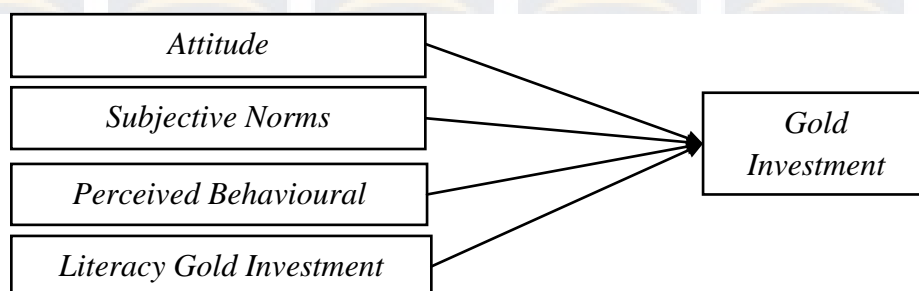 Attitude
Subjective Norms
Perceived Behavioural
Literacy Gold Investment
Gold
Investment